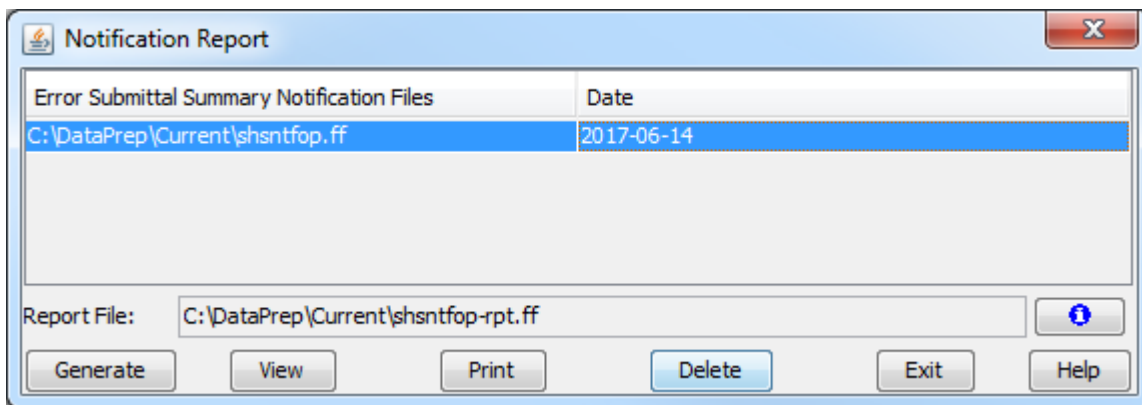 Notification Report
Error Submittal Summary Notification Files Date
C:\DataPrep\Current\shsntfop.ff 2017-06-14
Report File: C:\DataPrep\Current\shsntfop-rpt.ff
Generate View Print Delete Exit Help